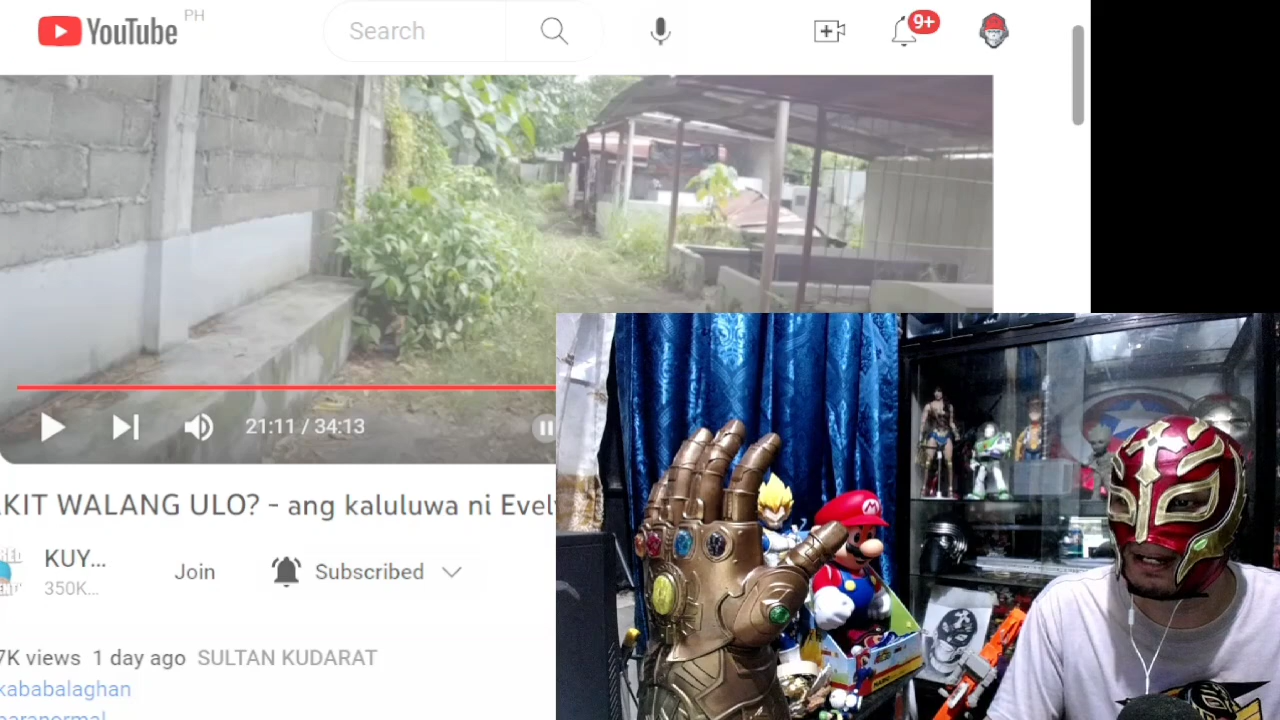 YouTube PH
Search
9+
21:11 / 34:13
KIT WALANG ULO? - ang kaluluwa ni Evel
KUY...
350K...
Join
Subscribed
7K views 1 day ago SULTAN KUDARAT
kababalaghan
paranormal